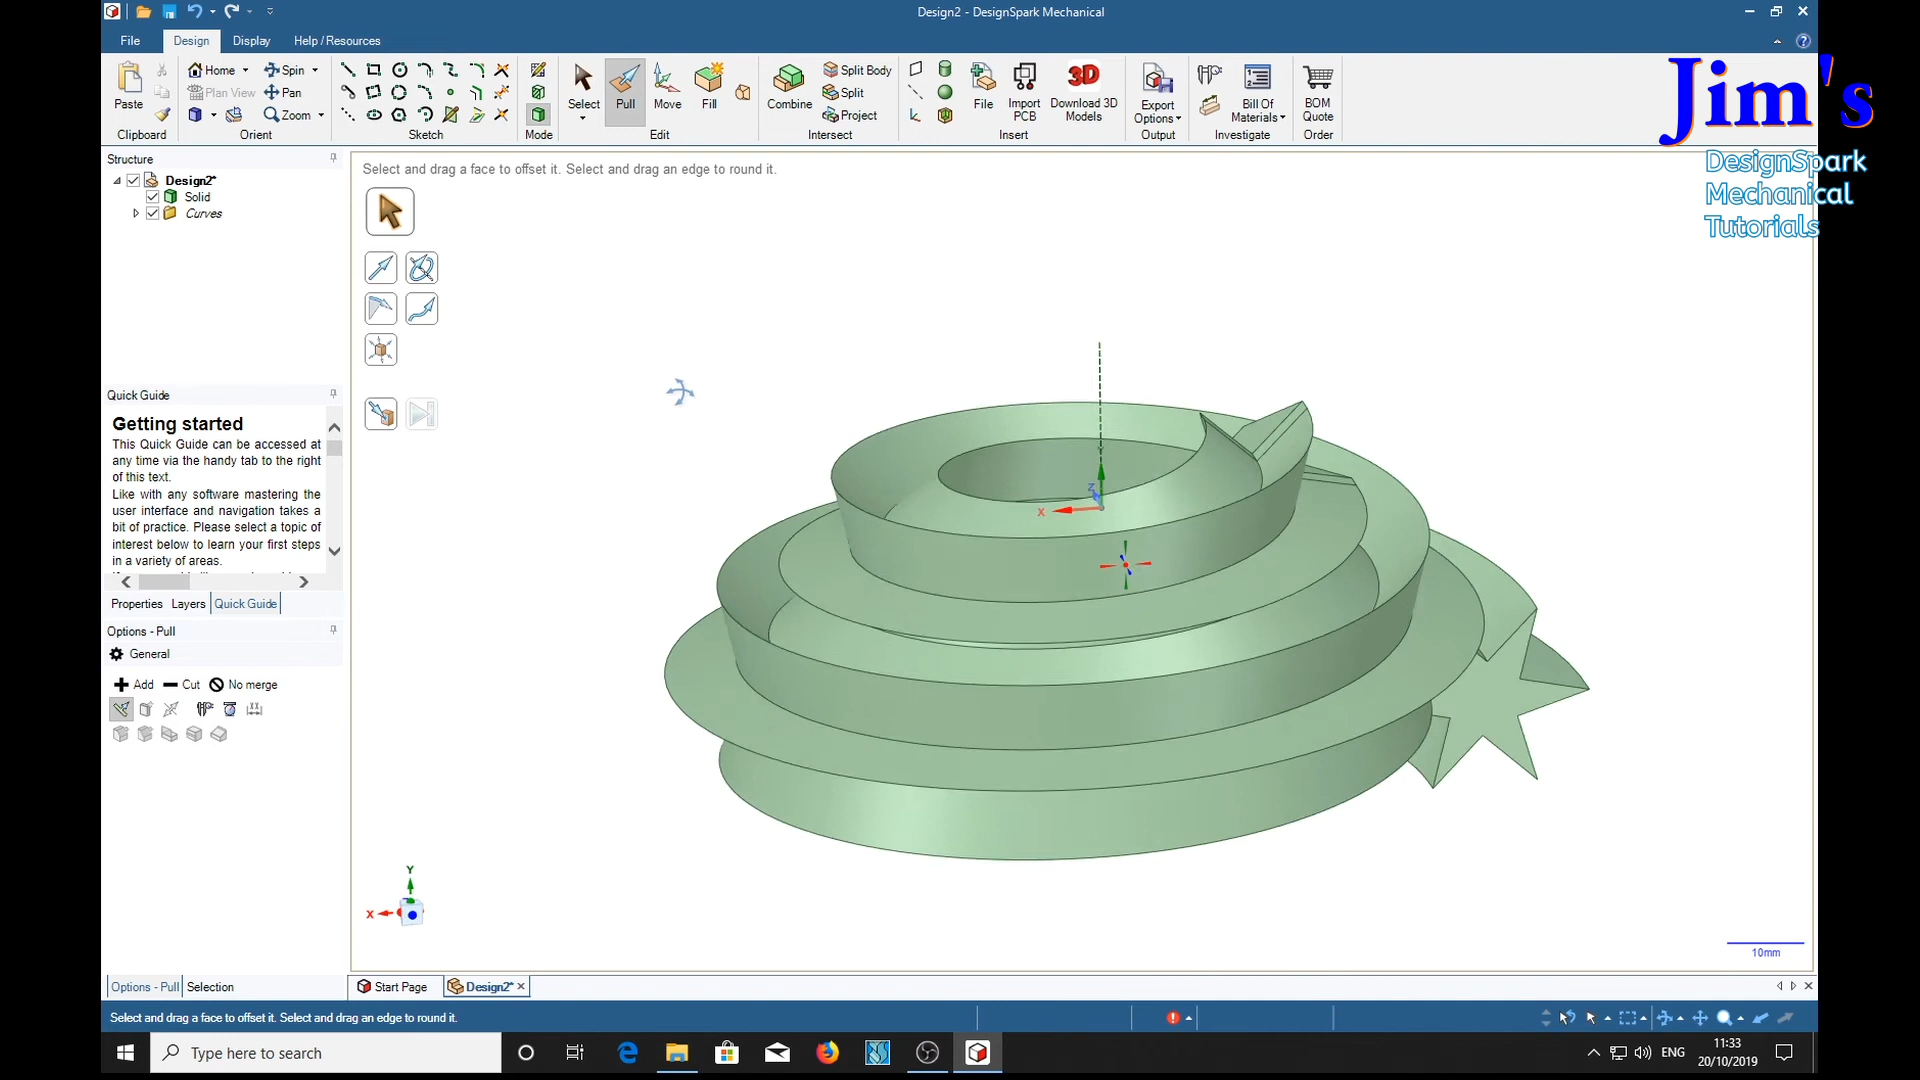 Design2 - DesignSpark Mechanical
File
Design
Display
Help / Resources
Paste
Home
Plan View
Spin
Pan
Zoom
Select
Pull
Move
Fill
Combine
Split Body
Split
Project
File
Import
PCB
Download 3D
Models
3D
Export
Options
Bill Of
Materials
BOM
Quote
Clipboard
Orient
Sketch
Mode
Edit
Intersect
Insert
Output
Investigate
Order
Jim's
DesignSpark
Mechanical
Tutorials
Structure
Design2*
Solid
Curves
Select and drag a face to offset it. Select and drag an edge to round it.
Quick Guide
Getting started
This Quick Guide can be accessed at
any time via the handy tab to the right
of this text.
Like with any software mastering the
user interface and navigation takes a
bit of practice. Please select a topic of
interest below to learn your first steps
in a variety of areas.
Properties
Layers
Quick Guide
Options - Pull
General
Add
Cut
No merge
Z
X
Y
X
10mm
Options - Pull
Selection
Start Page
Design2*
Select and drag a face to offset it. Select and drag an edge to round it.
Type here to search
ENG
11:33
20/10/2019